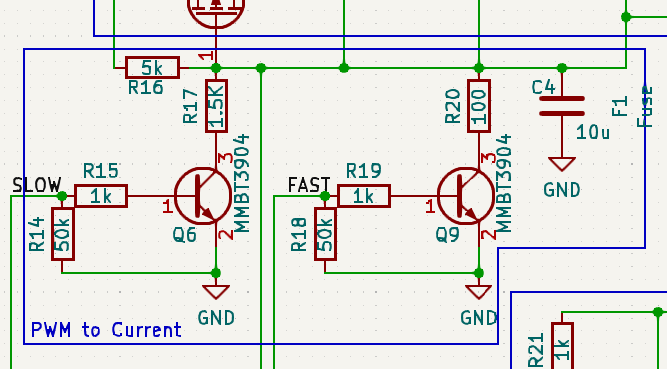 1
5k
R16
R17
1.5K
R20
100
C4
10u
F1
Fuse
GND
3
MMBT3904
3
MMBT3904
SLOW
R15
1k
1
Q6
2
R14
50k
FAST
R19
1k
1
Q9
2
R18
50k
GND
GND
PWM to Current
R21
1k